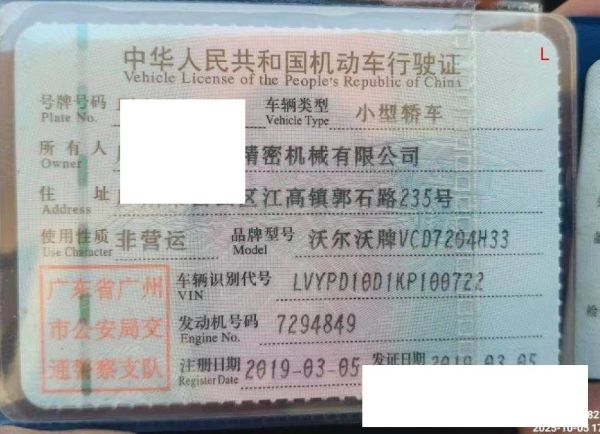 L
中华人民共和国机动车行驶证
Vehicle License of the People's Republic of China
号牌号码 车辆类型 小型轿车
Plate No. Vehicle Type
所有人 精密机械有限公司
Owner
住址 区江高镇郭石路235号
Address
使用性质 非营运 品牌型号 沃尔沃牌VCD7204H33
Use Character Model
广东省广州市公安局交通警察支队
车辆识别代号 LVYPD10D1KP100722
VIN
发动机号码 7294849
Engine No.
注册日期 2019-03-05 发证日期 2019-03-05
Register Date
82
2025-10-05 17